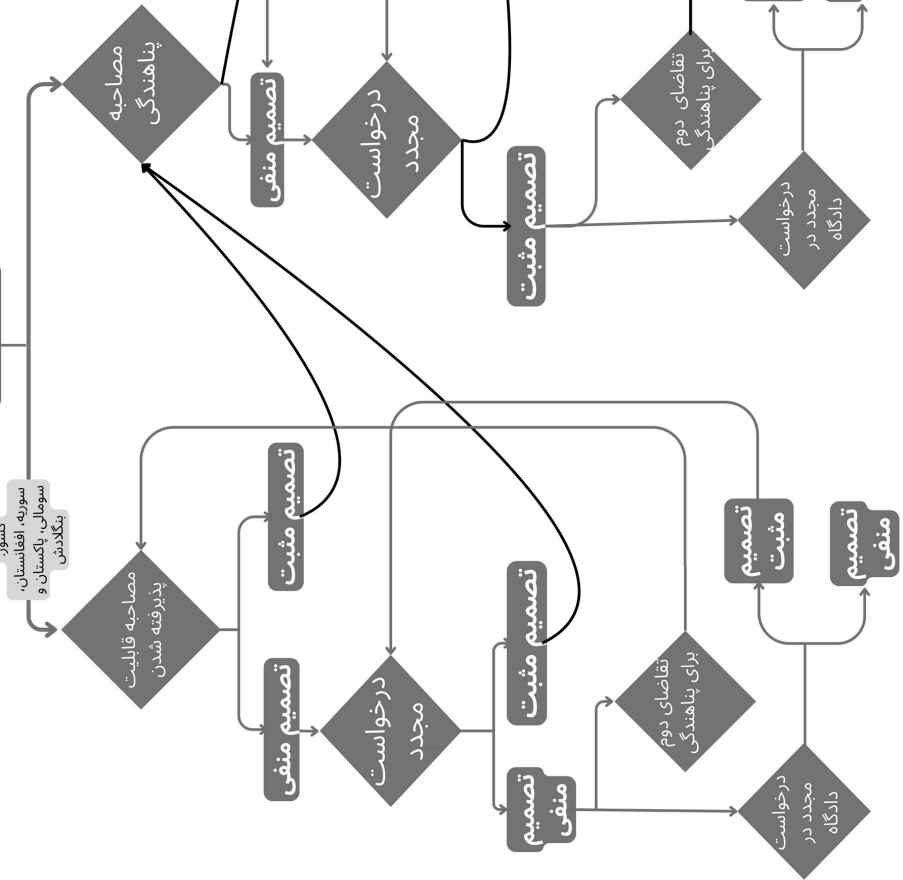 کشور:
سوریه، افغانستان،
سومالی، پاکستان و
بنگلادش
مصاحبه
پناهندگی
مصاحبه قابلیت
پذیرفته شدن
تصمیم منفی
تصمیم مثبت
تصمیم منفی
درخواست
مجدد
درخواست
مجدد
تصمیم مثبت
تصمیم مثبت
تصمیم
منفی
تقاضای دوم
برای پناهندگی
تقاضای دوم
برای پناهندگی
درخواست
مجدد در
دادگاه
درخواست
مجدد در
دادگاه
تصمیم
مثبت
تصمیم
منفی